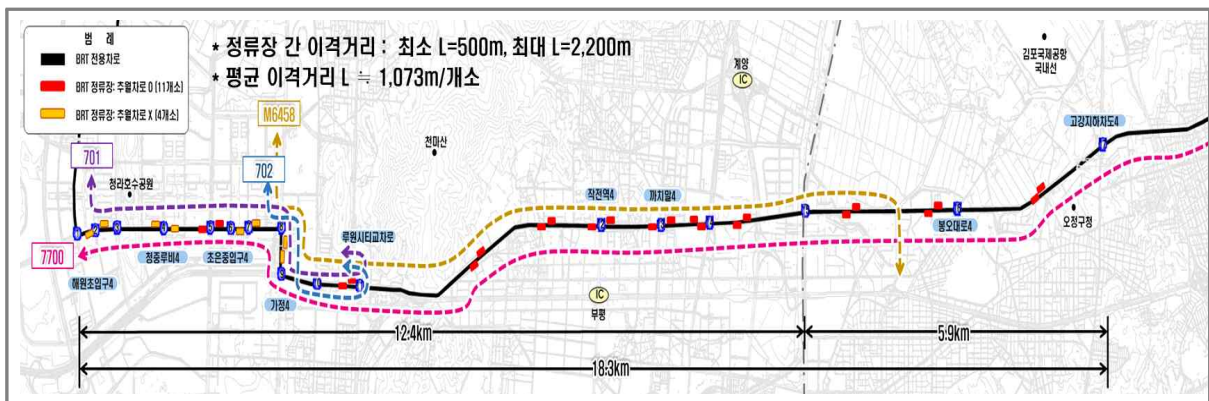 범 례
BRT 전용차로
BRT 정류장: 추월차로 O (11개소)
BRT 정류장: 추월차로 X (4개소)
* 정류장 간 이격거리 : 최소 L=500m, 최대 L=2,200m
* 평균 이격거리 L ≒ 1,073m/개소
계양
IC
김포국제공항
국내선
M6458
고강지하차도4
701
702
천마산
청라호수공원
작전역4
까치말4
루원시티교차로
봉오대로4
오정구청
7700
청중루비4
초은중입구4
해원초입구4
가정4
IC
부평
12.4km
5.9km
18.3km